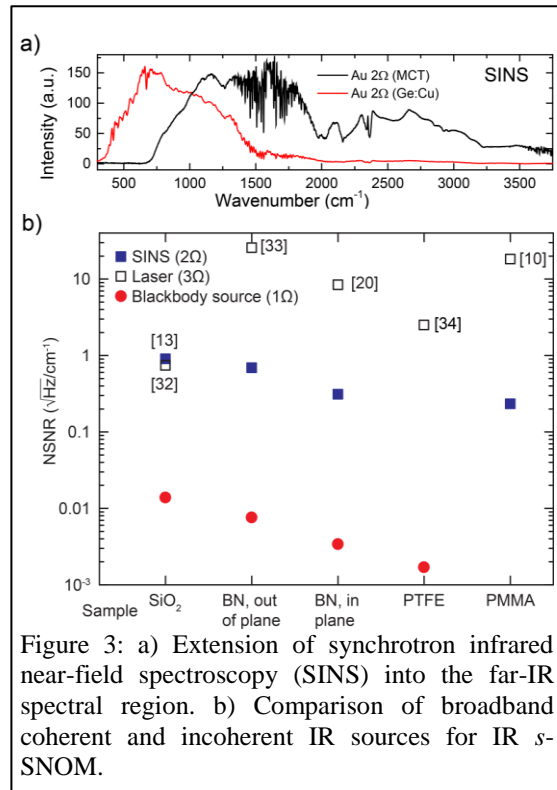 a)
SINS
Au 2Ω (MCT)
Au 2Ω (Ge:Cu)
Intensity (a.u.)
150
100
50
0
500 1000 1500 2000 2500 3000 3500
Wavenumber (cm⁻¹)
b)
SINS (2Ω)
Laser (3Ω)
Blackbody source (1Ω)
[33]
[20]
[34]
[10]
[13]
[32]
NSNR (√Hz/cm⁻¹)
10
1
0.1
0.01
10⁻³
Sample
SiO₂
BN, out of plane
BN, in plane
PTFE
PMMA
Figure 3: a) Extension of synchrotron infrared
near-field spectroscopy (SINS) into the far-IR
spectral region. b) Comparison of broadband
coherent and incoherent IR sources for IR s-
SNOM.